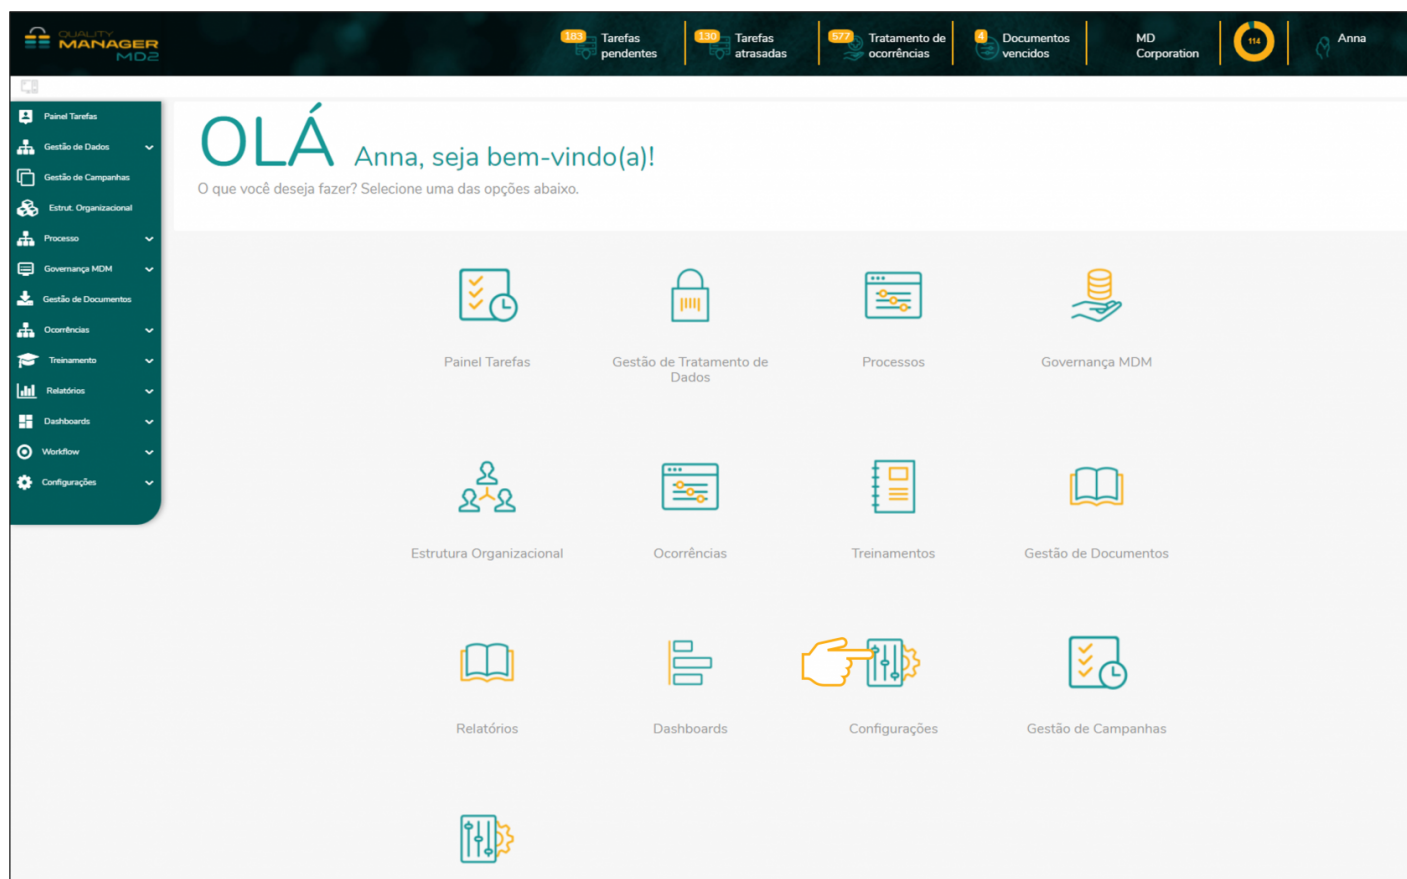 QUALITY
MANAGER
MD2
183
Tarefas
pendentes
130
Tarefas
atrasadas
577
Tratamento de
ocorrências
4
Documentos
vencidos
MD
Corporation
114
Anna
Painel Tarefas
Gestão de Dados
Gestão de Campanhas
Estrut. Organizacional
Processo
Governança MDM
Gestão de Documentos
Ocorrências
Treinamento
Relatórios
Dashboards
Workflow
Configurações
OLÁ Anna, seja bem-vindo(a)!
O que você deseja fazer? Selecione uma das opções abaixo.
Painel Tarefas
Gestão de Tratamento de
Dados
Processos
Governança MDM
Estrutura Organizacional
Ocorrências
Treinamentos
Gestão de Documentos
Relatórios
Dashboards
Configurações
Gestão de Campanhas